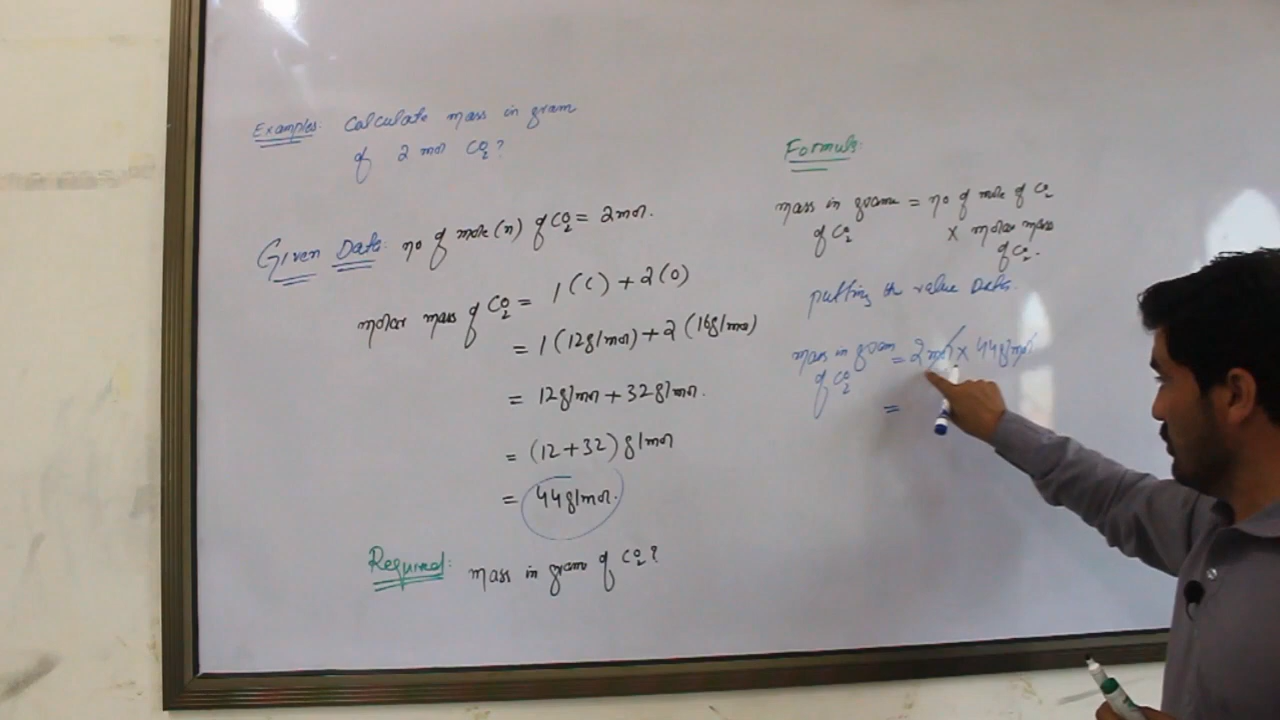 Examples: Calculate mass in gram
of 2 mol CO2?
Given Data: no of mole (n) of CO2 = 2 mol.
molar mass of CO2 = 1 (C) + 2 (O)
= 1 (12g/mol) + 2 (16g/mol)
= 12g/mol + 32g/mol.
= (12+32) g/mol
= 44g/mol.
Required: mass in gram of CO2?
Formula:
mass in grame = no of mole of CO2
of CO2 x molar mass
of CO2.
putting the value Data.
mass in gram = 2mol x 44g/mol
of CO2
=